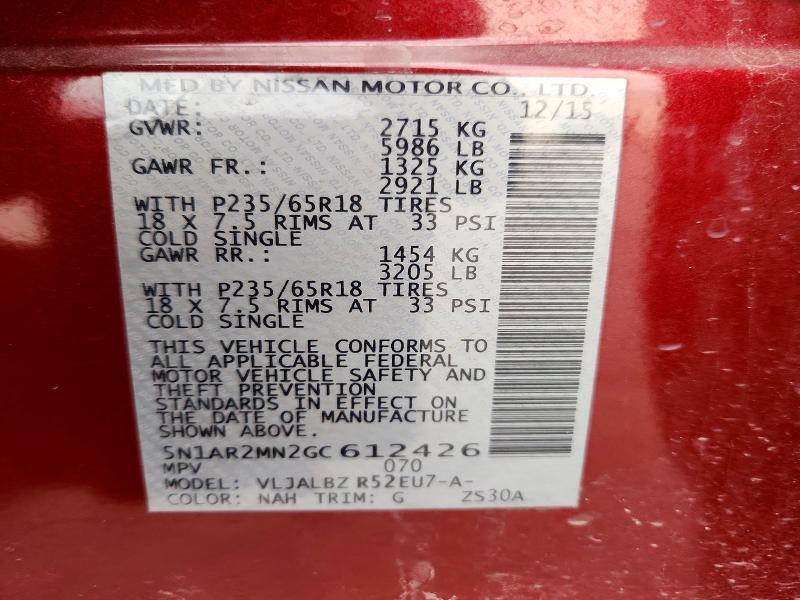 MFD BY NISSAN MOTOR CO., LTD.
DATE: 12/15
GVWR: 2715 KG
5986 LB
GAWR FR.: 1325 KG
2921 LB
WITH P235/65R18 TIRES
18 X 7.5 RIMS AT 33 PSI
COLD SINGLE
GAWR RR.: 1454 KG
3205 LB
WITH P235/65R18 TIRES
18 X 7.5 RIMS AT 33 PSI
COLD SINGLE
THIS VEHICLE CONFORMS TO
ALL APPLICABLE FEDERAL
MOTOR VEHICLE SAFETY AND
THEFT PREVENTION
STANDARDS IN EFFECT ON
THE DATE OF MANUFACTURE
SHOWN ABOVE.
5N1AR2MN2GC612426
MPV 070
MODEL: VLJALBZ R52EU7-A-
COLOR: NAH TRIM: G ZS30A